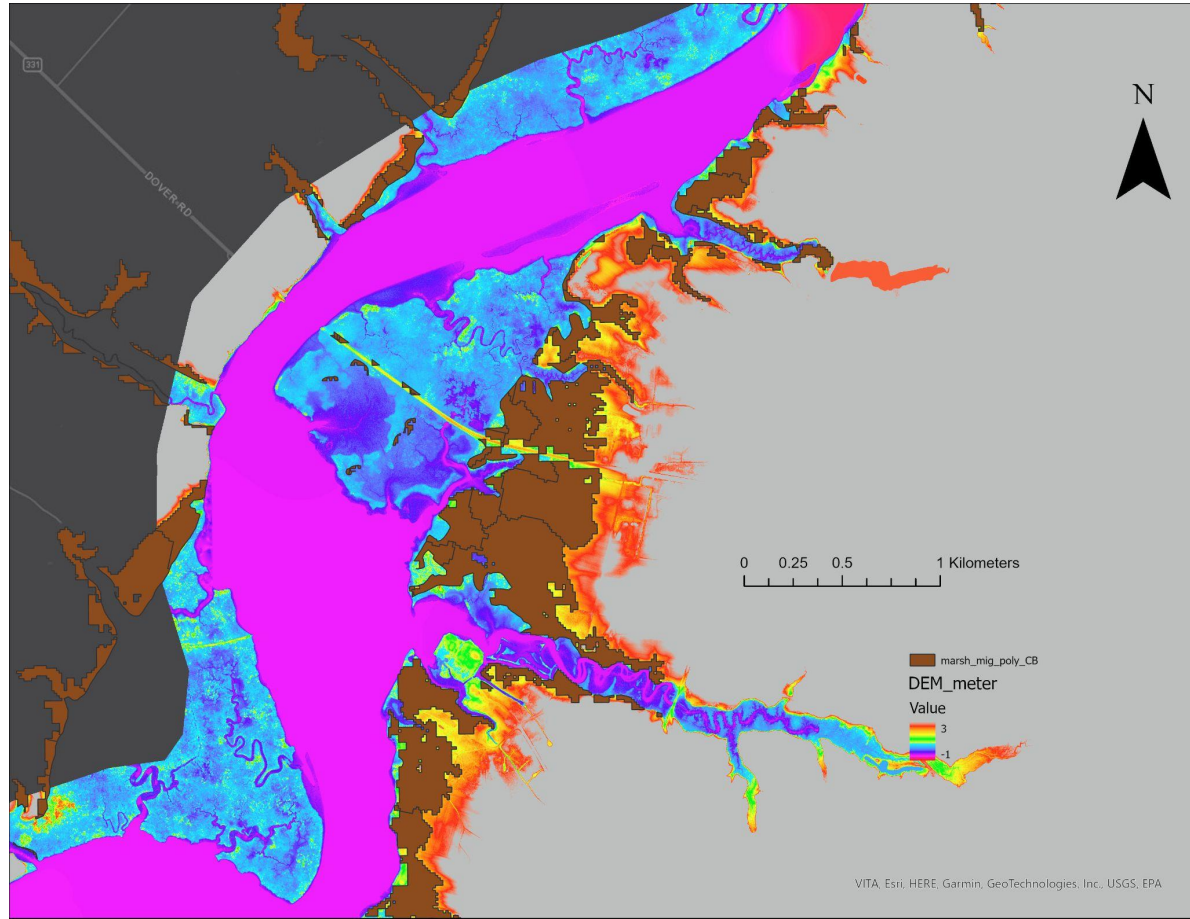 331
DOVER-RD
N
0 0.25 0.5 1 Kilometers
marsh_mig_poly_CB
DEM_meter
Value
3
-1
VITA, Esri, HERE, Garmin, GeoTechnologies, Inc., USGS, EPA